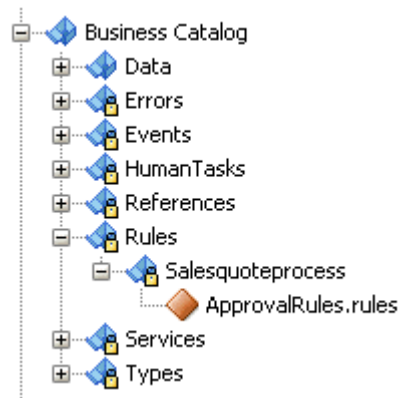 Business Catalog
Data
Errors
Events
HumanTasks
References
Rules
Salesquoteprocess
ApprovalRules.rules
Services
Types